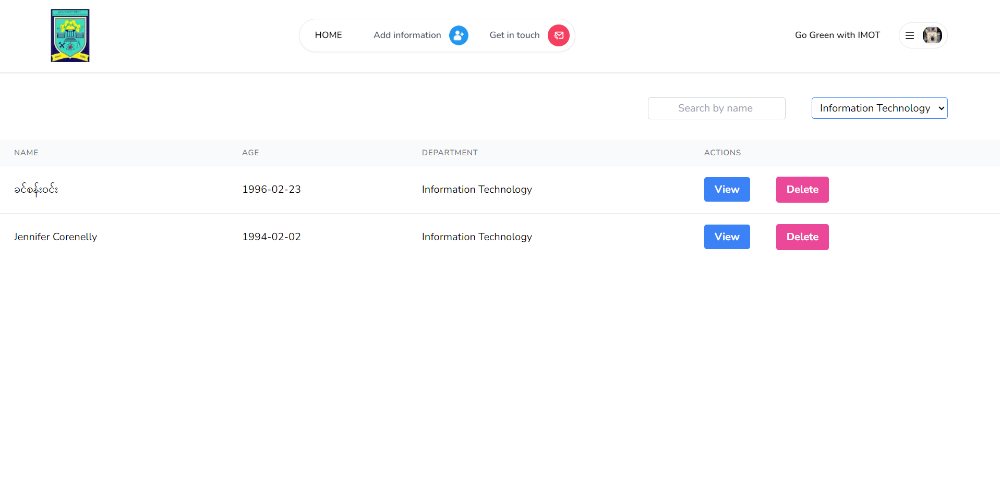 HOME Add information Get in touch Go Green with IMOT
Search by name Information Technology
NAME AGE DEPARTMENT ACTIONS
ခင်စန်းဝင်း 1996-02-23 Information Technology View Delete
Jennifer Corenelly 1994-02-02 Information Technology View Delete